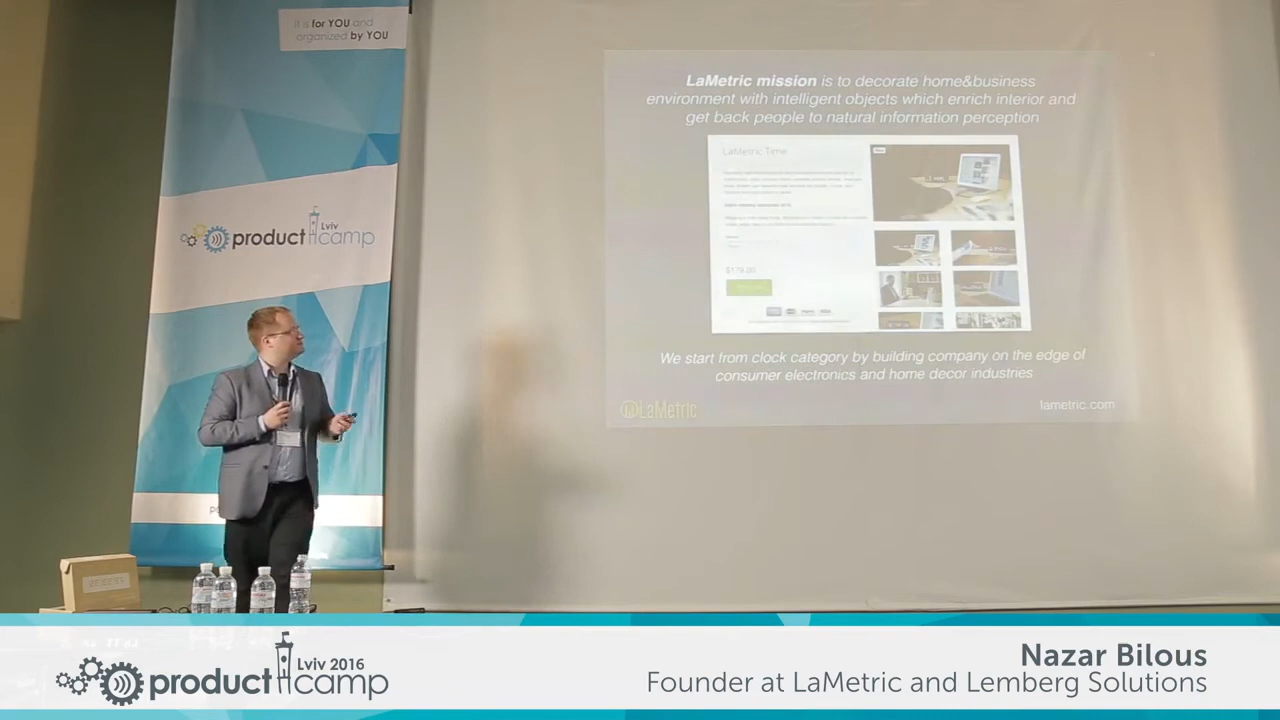 It is for YOU and
organized by YOU
Lviv
product camp
LaMetric mission is to decorate home&business
environment with intelligent objects which enrich interior and
get back people to natural information perception
LaMetric Time
$179.00
We start from clock category by building company on the edge of
consumer electronics and home decor industries
LaMetric
lametric.com
Lviv 2016
product camp
Nazar Bilous
Founder at LaMetric and Lemberg Solutions